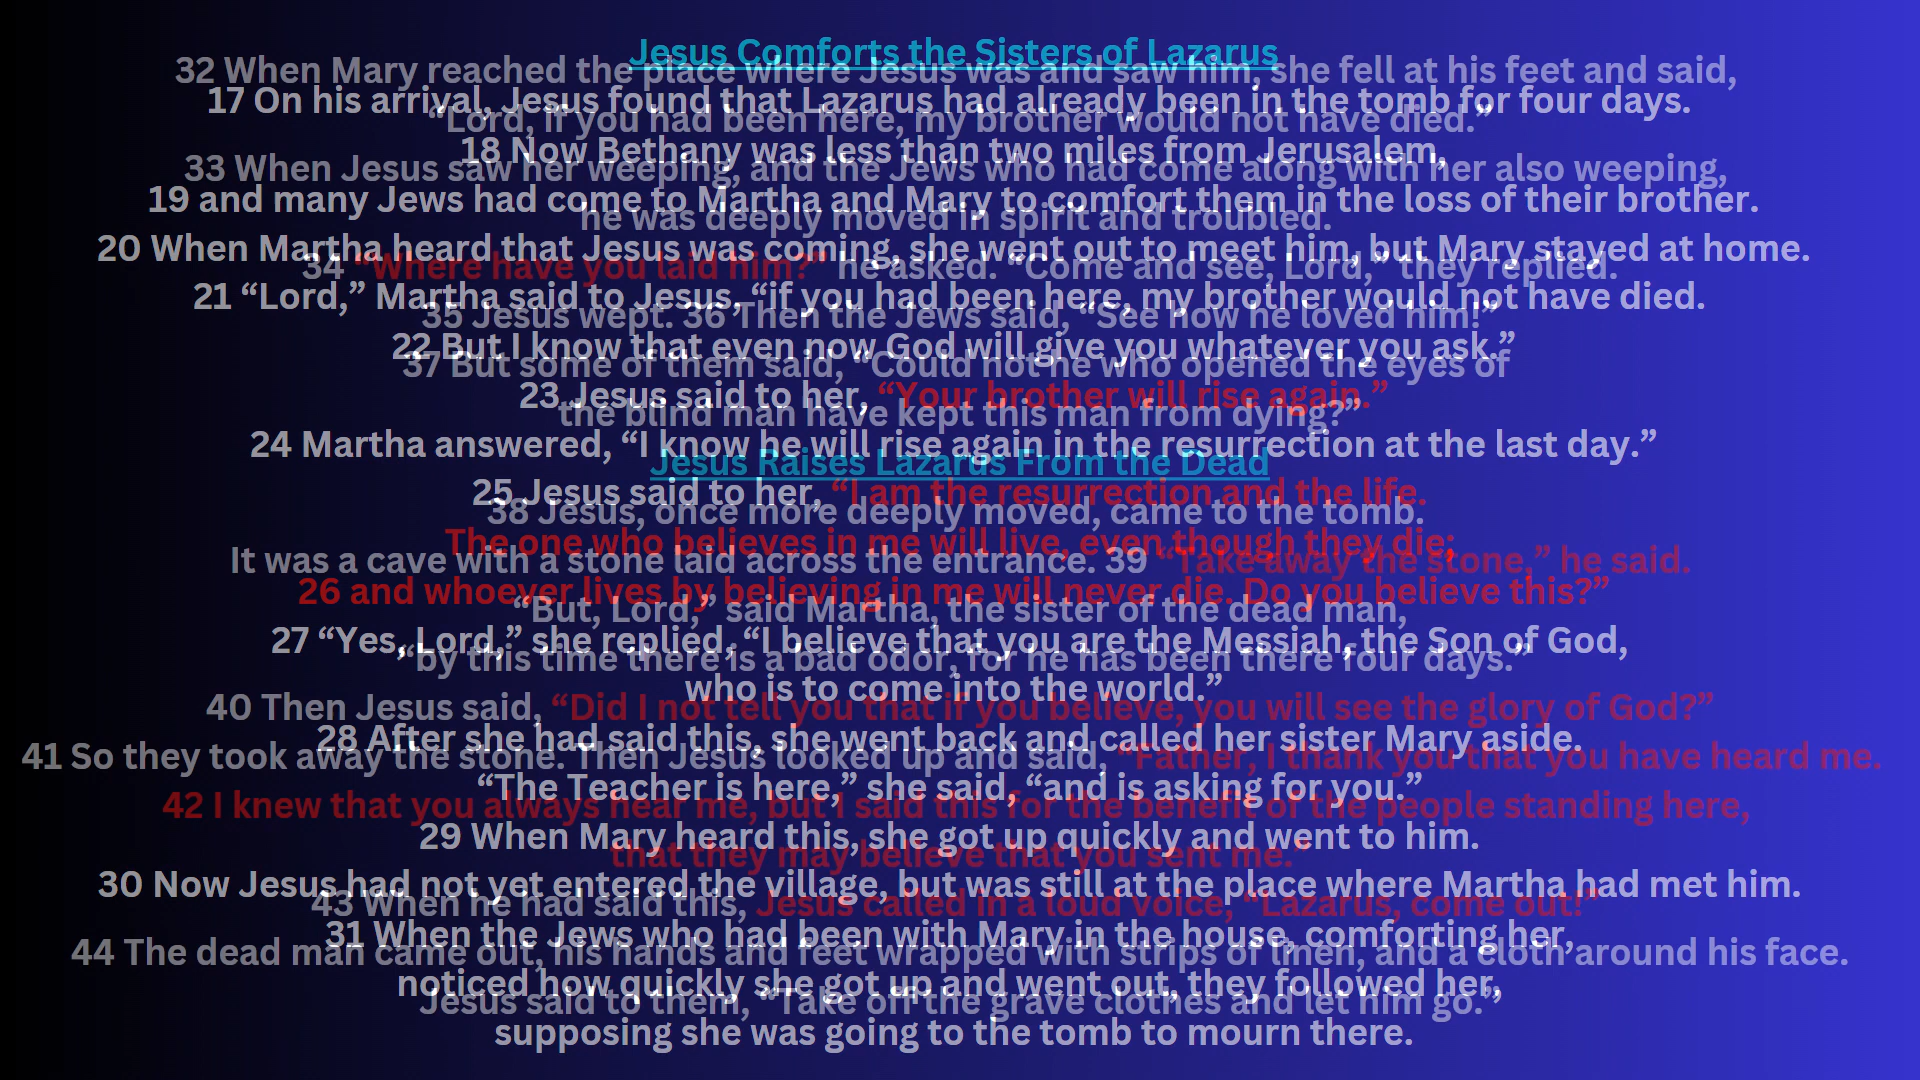 Jesus Comforts the Sisters of Lazarus
17 On his arrival, Jesus found that Lazarus had already been in the tomb for four days.
18 Now Bethany was less than two miles from Jerusalem,
19 and many Jews had come to Martha and Mary to comfort them in the loss of their brother.
20 When Martha heard that Jesus was coming, she went out to meet him, but Mary stayed at home.
21 “Lord,” Martha said to Jesus, “if you had been here, my brother would not have died.
22 But I know that even now God will give you whatever you ask.”
23 Jesus said to her, “Your brother will rise again.”
24 Martha answered, “I know he will rise again in the resurrection at the last day.”
25 Jesus said to her, “I am the resurrection and the life.
The one who believes in me will live, even though they die;
26 and whoever lives by believing in me will never die. Do you believe this?”
27 “Yes, Lord,” she replied, “I believe that you are the Messiah, the Son of God,
who is to come into the world.”
28 After she had said this, she went back and called her sister Mary aside.
“The Teacher is here,” she said, “and is asking for you.”
29 When Mary heard this, she got up quickly and went to him.
30 Now Jesus had not yet entered the village, but was still at the place where Martha had met him.
31 When the Jews who had been with Mary in the house, comforting her,
noticed how quickly she got up and went out, they followed her,
supposing she was going to the tomb to mourn there.
32 When Mary reached the place where Jesus was and saw him, she fell at his feet and said,
“Lord, if you had been here, my brother would not have died.”
33 When Jesus saw her weeping, and the Jews who had come along with her also weeping,
he was deeply moved in spirit and troubled.
34 “Where have you laid him?” he asked. “Come and see, Lord,” they replied.
35 Jesus wept. 36 Then the Jews said, “See how he loved him!”
37 But some of them said, “Could not he who opened the eyes of
the blind man have kept this man from dying?”
Jesus Raises Lazarus From the Dead
38 Jesus, once more deeply moved, came to the tomb.
It was a cave with a stone laid across the entrance. 39 “Take away the stone,” he said.
“But, Lord,” said Martha, the sister of the dead man,
“by this time there is a bad odor, for he has been there four days.”
40 Then Jesus said, “Did I not tell you that if you believe, you will see the glory of God?”
41 So they took away the stone. Then Jesus looked up and said, “Father, I thank you that you have heard me.
42 I knew that you always hear me, but I said this for the benefit of the people standing here,
that they may believe that you sent me.”
43 When he had said this, Jesus called in a loud voice, “Lazarus, come out!”
44 The dead man came out, his hands and feet wrapped with strips of linen, and a cloth around his face.
Jesus said to them, “Take off the grave clothes and let him go.”